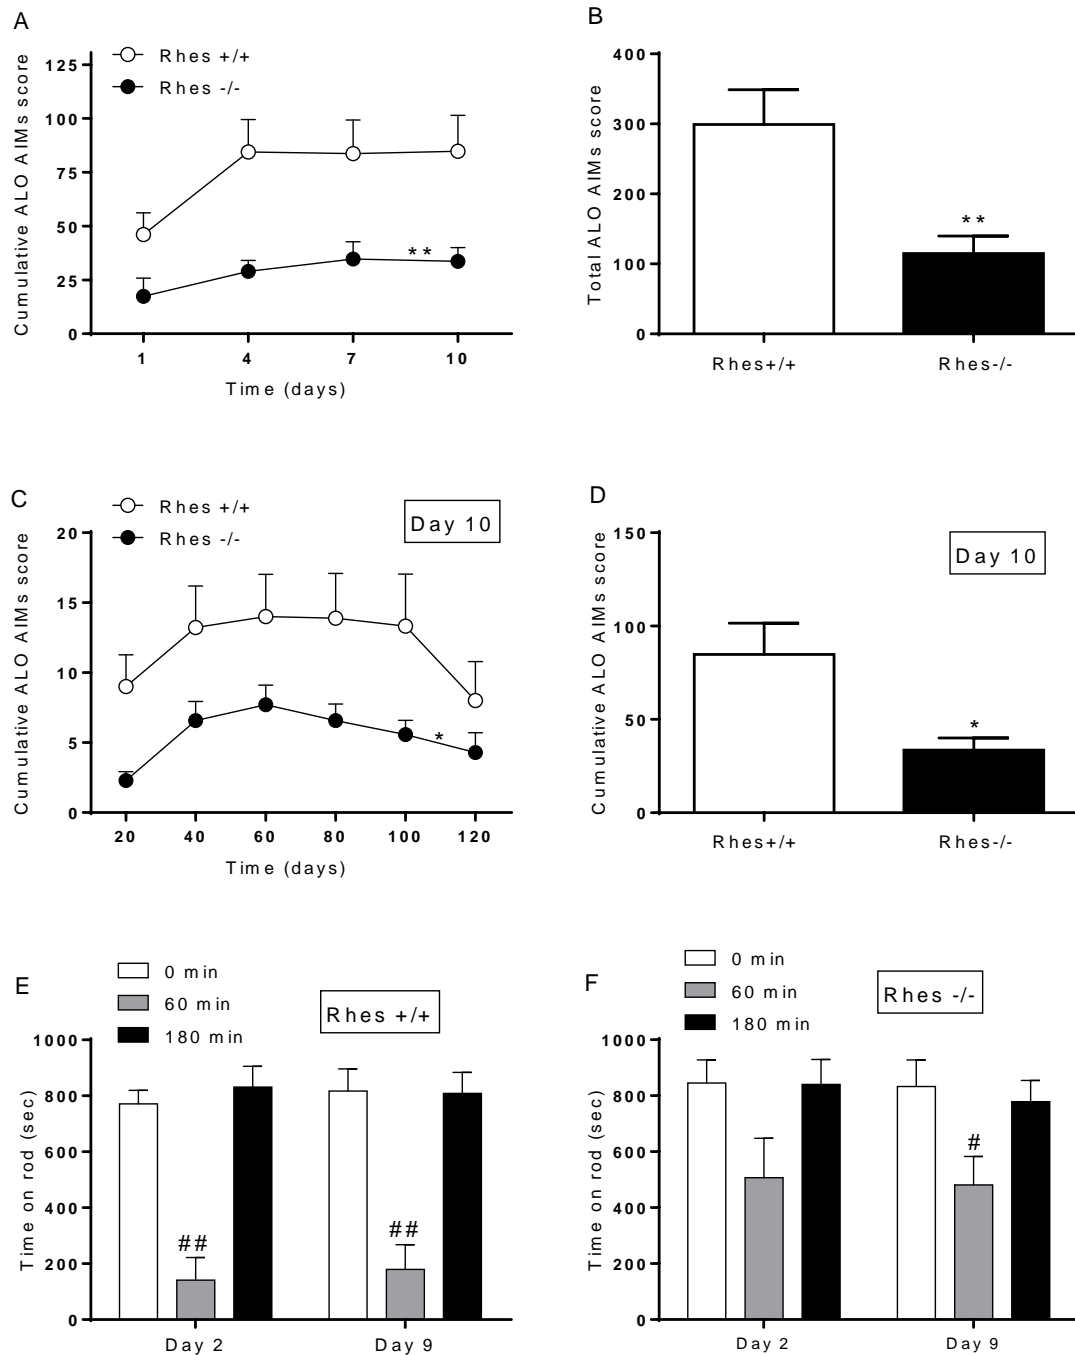 A
Rhes +/+
Rhes -/-
Cumulative ALO AIMs score
125
100
75
50
25
0
**
1 4 7 10
Time (days)
B
Total ALO AIMs score
400
300
200
100
0
**
Rhes+/+ Rhes-/-
C
Rhes +/+
Rhes -/-
Day 10
Cumulative ALO AIMs score
20
15
10
5
0
*
20 40 60 80 100 120
Time (days)
D
Day 10
Cumulative ALO AIMs score
150
100
50
0
*
Rhes+/+ Rhes-/-
E
0 min
60 min
180 min
Rhes +/+
Time on rod (sec)
1000
800
600
400
200
0
## ##
Day 2 Day 9
F
0 min
60 min
180 min
Rhes -/-
Time on rod (sec)
1000
800
600
400
200
0
#
Day 2 Day 9